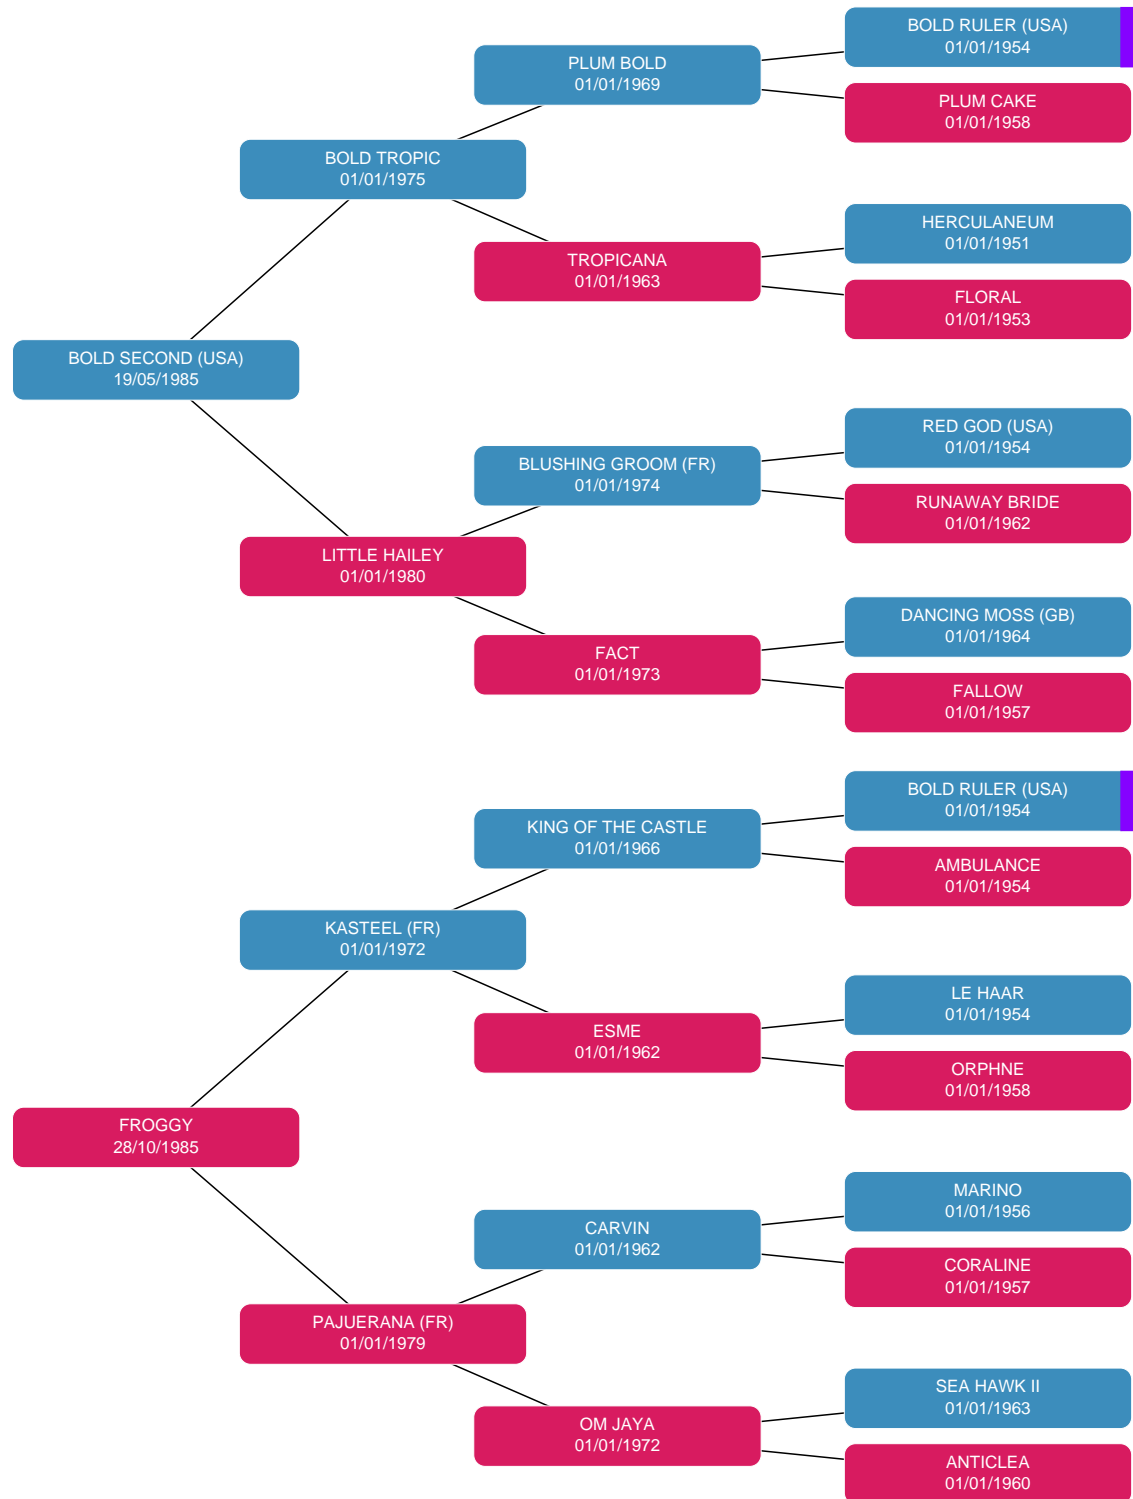 BOLD RULER (USA)
01/01/1954
PLUM BOLD
01/01/1969
PLUM CAKE
01/01/1958
BOLD TROPIC
01/01/1975
HERCULANEUM
01/01/1951
TROPICANA
01/01/1963
FLORAL
01/01/1953
BOLD SECOND (USA)
19/05/1985
RED GOD (USA)
01/01/1954
BLUSHING GROOM (FR)
01/01/1974
RUNAWAY BRIDE
01/01/1962
LITTLE HAILEY
01/01/1980
DANCING MOSS (GB)
01/01/1964
FACT
01/01/1973
FALLOW
01/01/1957
BOLD RULER (USA)
01/01/1954
KING OF THE CASTLE
01/01/1966
AMBULANCE
01/01/1954
KASTEEL (FR)
01/01/1972
LE HAAR
01/01/1954
ESME
01/01/1962
ORPHNE
01/01/1958
FROGGY
28/10/1985
MARINO
01/01/1956
CARVIN
01/01/1962
CORALINE
01/01/1957
PAJUERANA (FR)
01/01/1979
SEA HAWK II
01/01/1963
OM JAYA
01/01/1972
ANTICLEA
01/01/1960